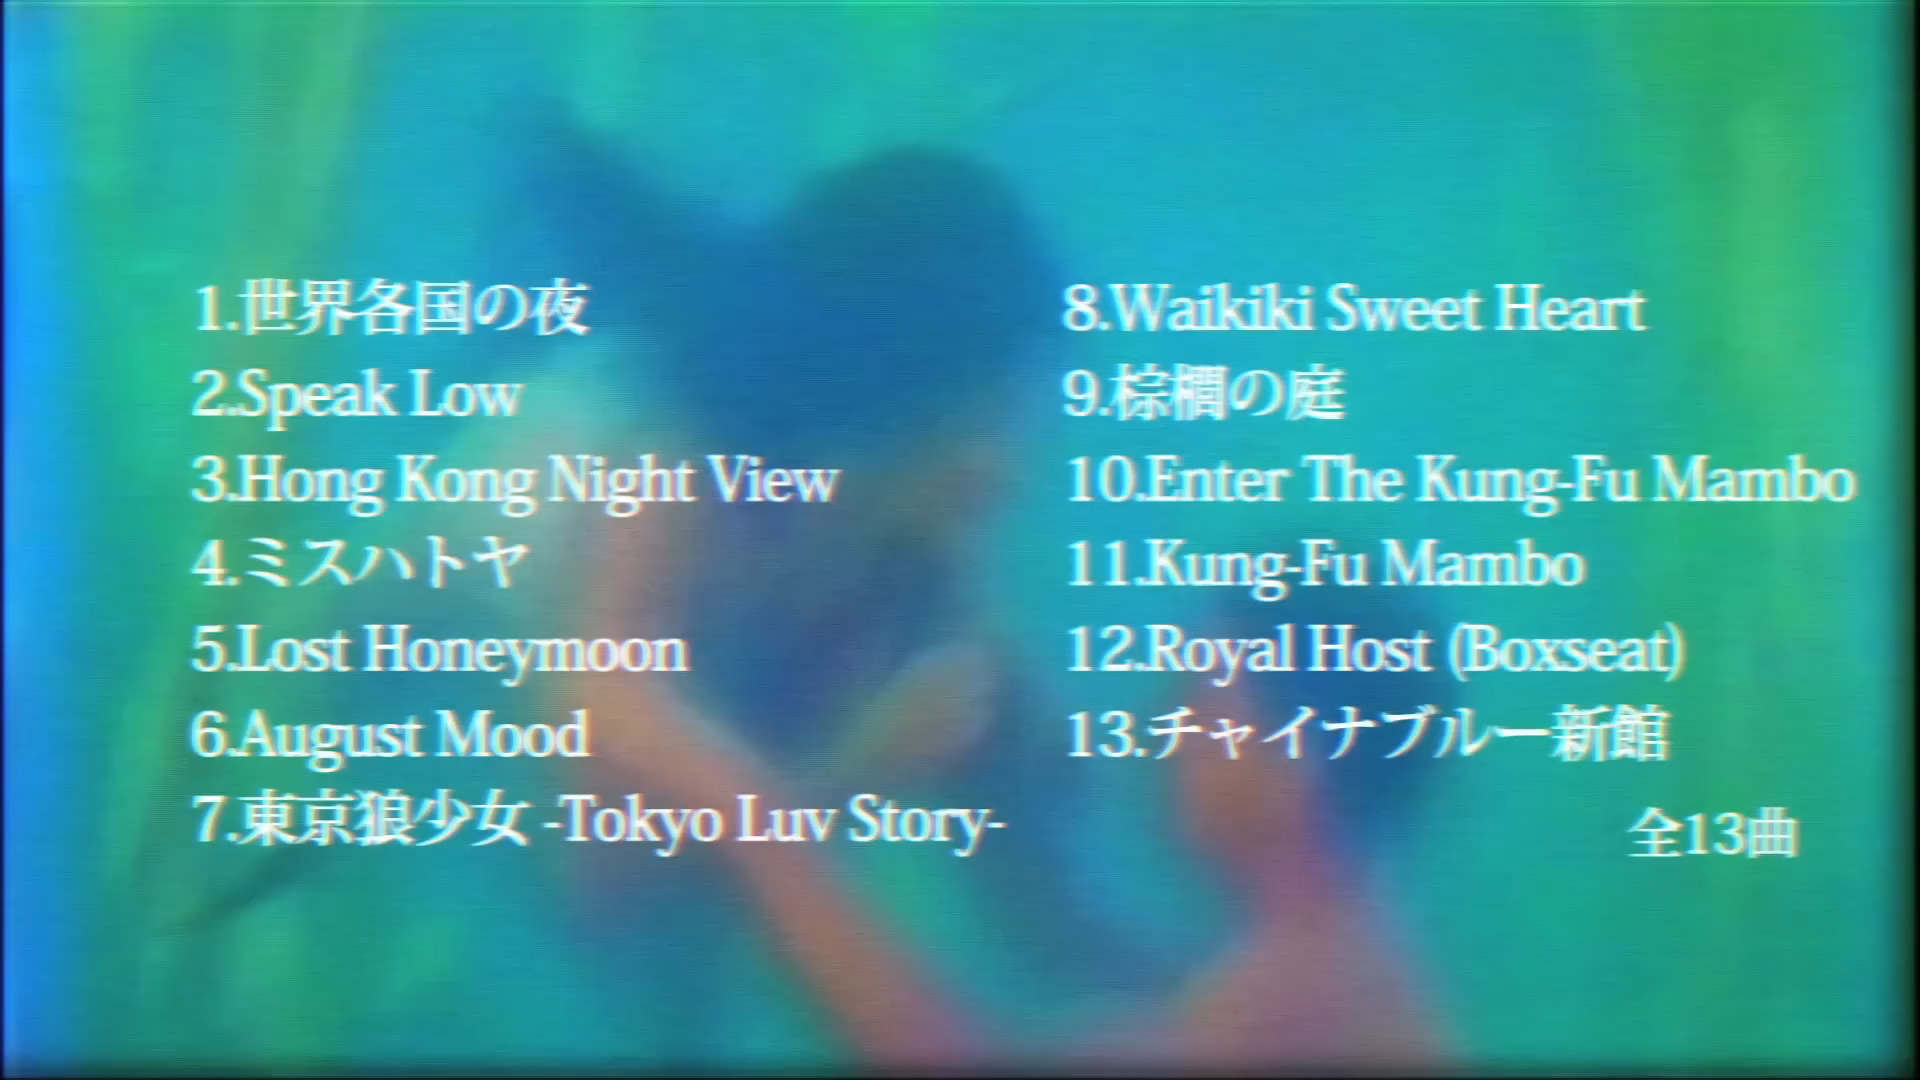 1.世界各国の夜
2.Speak Low
3.Hong Kong Night View
4.ミスハトヤ
5.Lost Honeymoon
6.August Mood
7.東京狼少女 -Tokyo Luv Story-
8.Waikiki Sweet Heart
9.棕櫚の庭
10.Enter The Kung-Fu Mambo
11.Kung-Fu Mambo
12.Royal Host (Boxseat)
13.チャイナブルー新館
全13曲